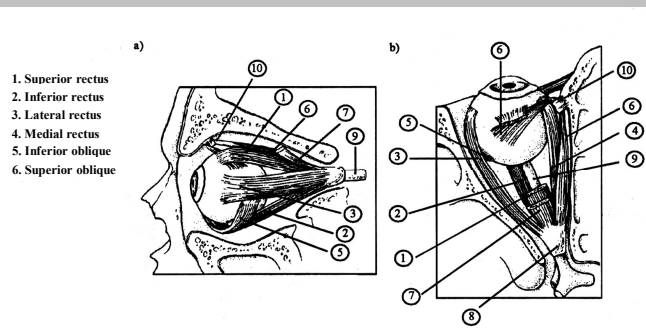 a)
b)
1. Superior rectus
2. Inferior rectus
3. Lateral rectus
4. Medial rectus
5. Inferior oblique
6. Superior oblique
10
1
6
7
9
3
2
5
6
10
6
4
9
5
3
2
1
7
8